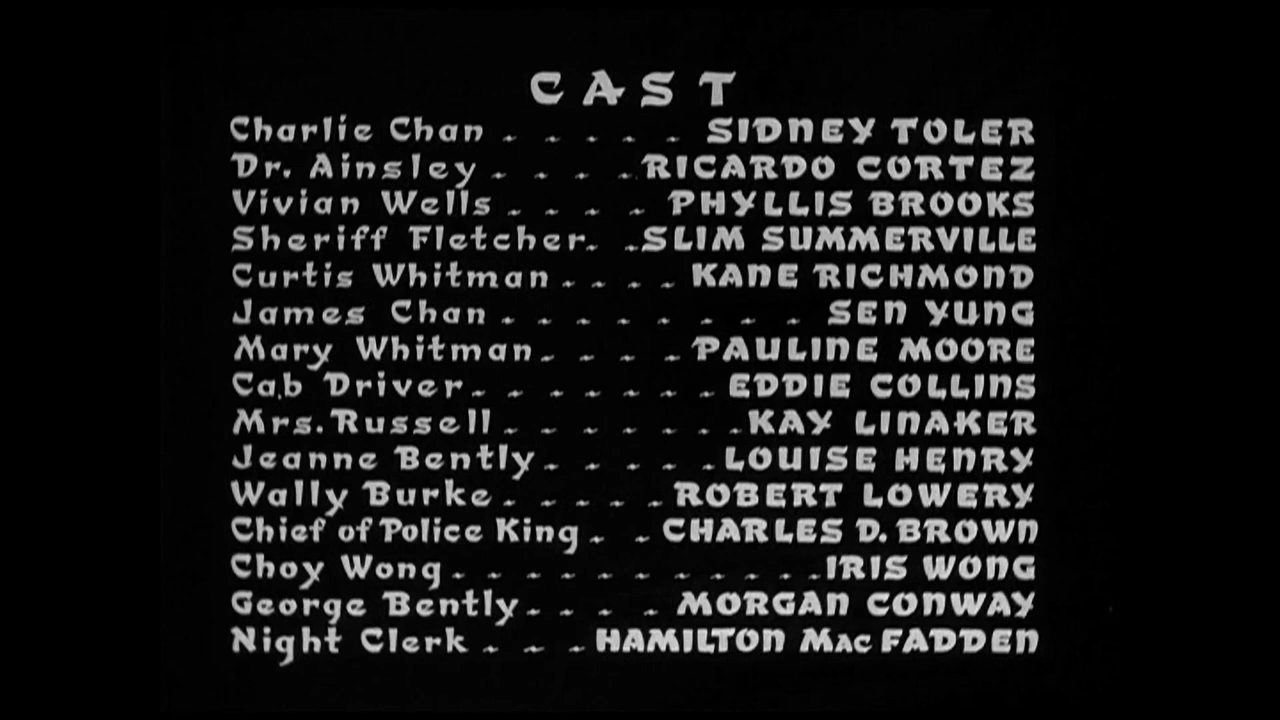 CAST
Charlie Chan . . . . . SIDNEY TOLER
Dr. Ainsley . . . . RICARDO CORTEZ
Vivian Wells . . . . PHYLLIS BROOKS
Sheriff Fletcher . . SLIM SUMMERVILLE
Curtis Whitman . . . . KANE RICHMOND
James Chan . . . . . . . . SEN YUNG
Mary Whitman . . . . PAULINE MOORE
Cab Driver . . . . . . . EDDIE COLLINS
Mrs. Russell . . . . . . . KAY LINAKER
Jeanne Bently . . . . . LOUISE HENRY
Wally Burke . . . . . ROBERT LOWERY
Chief of Police King . . CHARLES D. BROWN
Choy Wong . . . . . . . . . . IRIS WONG
George Bently . . . . MORGAN CONWAY
Night Clerk . . . HAMILTON MacFADDEN